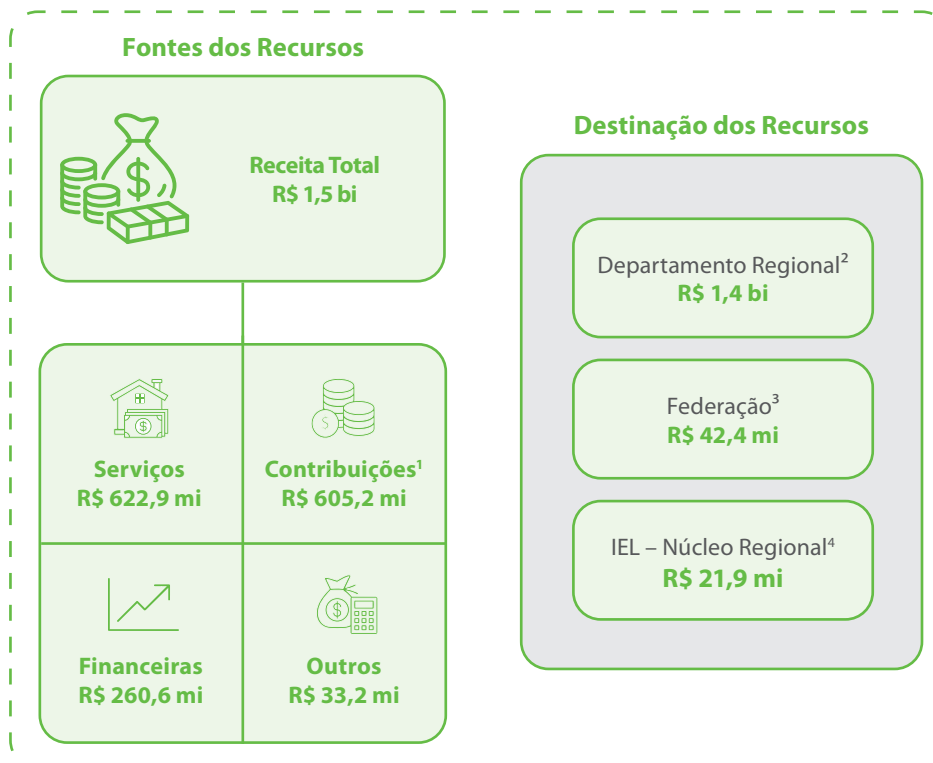 Fontes dos Recursos
Receita Total
R$ 1,5 bi
Serviços
R$ 622,9 mi
Contribuições¹
R$ 605,2 mi
Financeiras
R$ 260,6 mi
Outros
R$ 33,2 mi
Destinação dos Recursos
Departamento Regional²
R$ 1,4 bi
Federação³
R$ 42,4 mi
IEL – Núcleo Regional⁴
R$ 21,9 mi